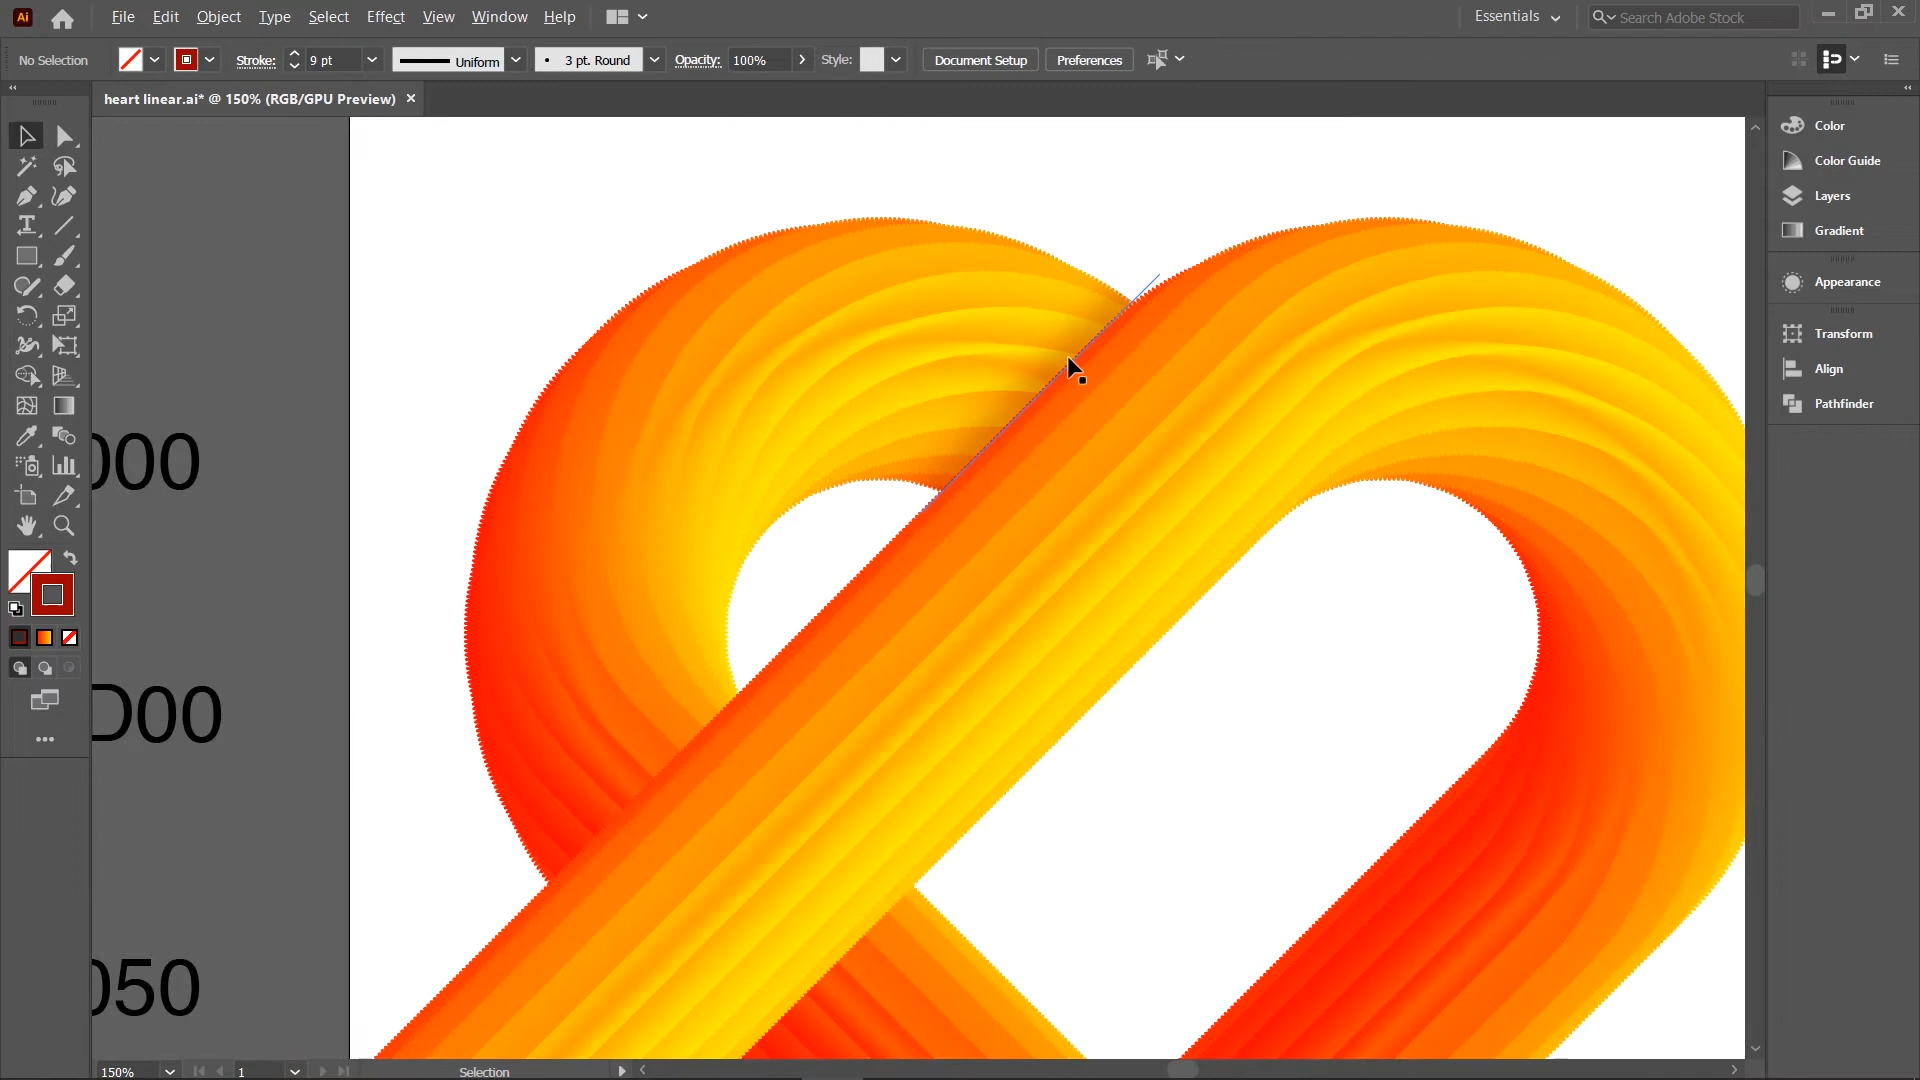 Ai File Edit Object Type Select Effect View Window Help Essentials Search Adobe Stock
No Selection Stroke: 9 pt Uniform 3 pt. Round Opacity: 100% Style: Document Setup Preferences
heart linear.ai* @ 150% (RGB/GPU Preview)
Color
Color Guide
Layers
Gradient
Appearance
Transform
Align
Pathfinder
000
D00
050
150% 1 Selection